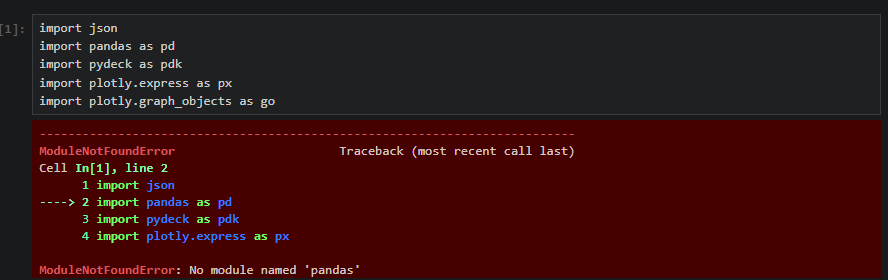 [1]:
import json
import pandas as pd
import pydeck as pdk
import plotly.express as px
import plotly.graph_objects as go
---------------------------------------------------------------------------
ModuleNotFoundError                       Traceback (most recent call last)
Cell In[1], line 2
      1 import json
----> 2 import pandas as pd
      3 import pydeck as pdk
      4 import plotly.express as px
ModuleNotFoundError: No module named 'pandas'